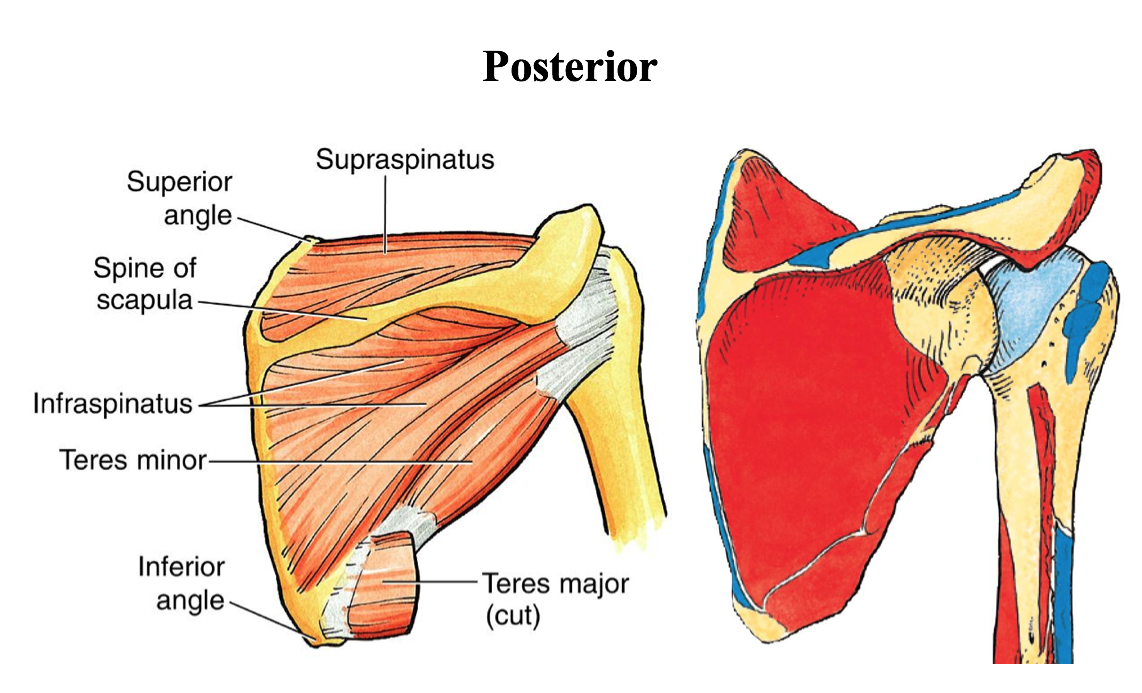 Posterior
Supraspinatus
Superior
angle
Spine of
scapula
Infraspinatus
Teres minor
Inferior
angle
Teres major
(cut)